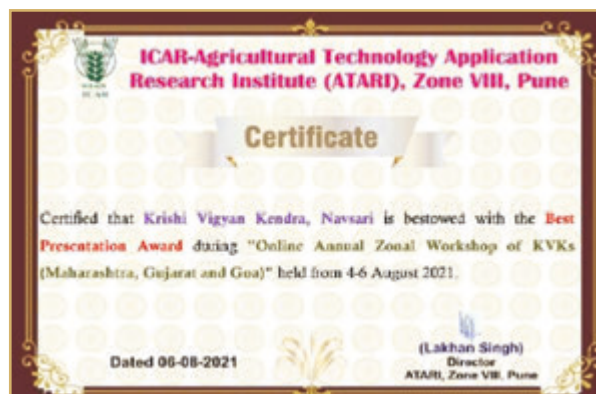 ICAR-Agricultural Technology Application
Research Institute (ATARI), Zone VIII, Pune
ICAR
Certificate
Certified that Krishi Vigyan Kendra, Navsari is bestowed with the Best
Presentation Award during "Online Annual Zonal Workshop of KVKs
(Maharashtra, Gujarat and Goa)" held from 4-6 August 2021.
(Lakhan Singh)
Dated 06-08-2021
Director
ATARI, Zone VIII, Pune